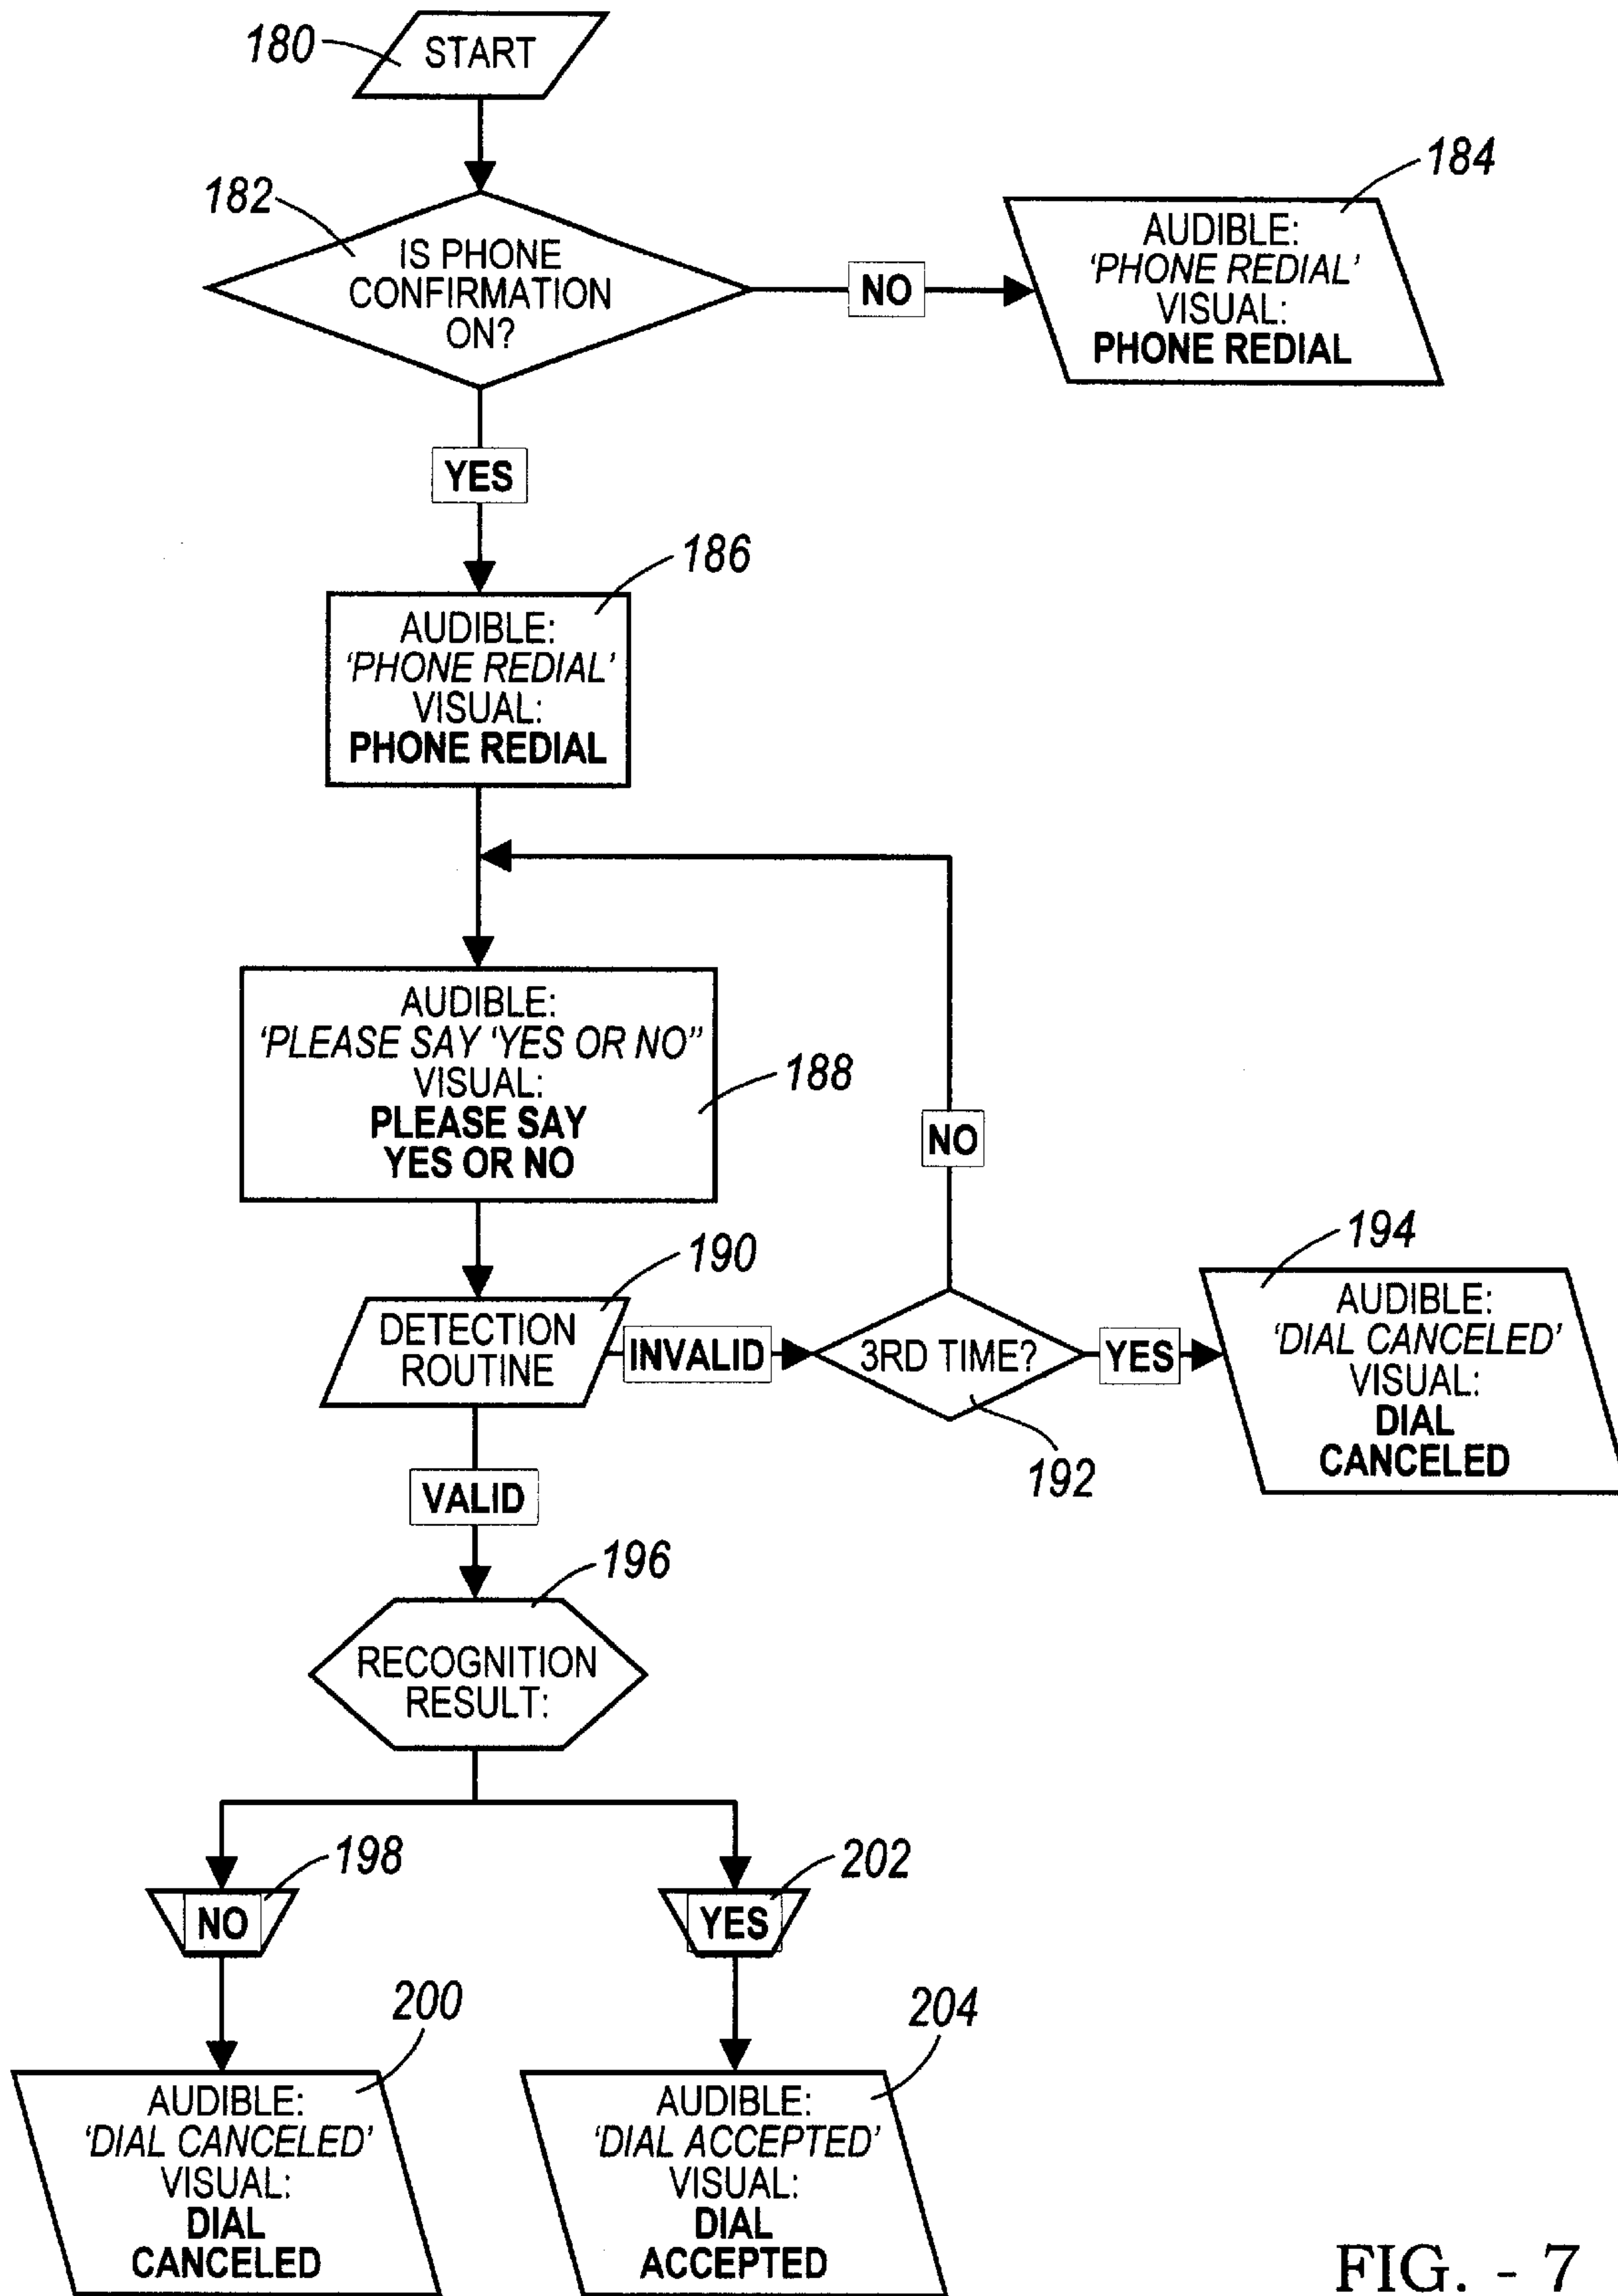 180
START
182
IS PHONE
CONFIRMATION
ON?
NO
184
AUDIBLE:
'PHONE REDIAL'
VISUAL:
PHONE REDIAL
YES
186
AUDIBLE:
'PHONE REDIAL'
VISUAL:
PHONE REDIAL
188
AUDIBLE:
'PLEASE SAY 'YES OR NO''
VISUAL:
PLEASE SAY
YES OR NO
NO
190
DETECTION
ROUTINE
INVALID
3RD TIME?
192
YES
194
AUDIBLE:
'DIAL CANCELED'
VISUAL:
DIAL
CANCELED
VALID
196
RECOGNITION
RESULT:
198
NO
202
YES
200
AUDIBLE:
'DIAL CANCELED'
VISUAL:
DIAL
CANCELED
204
AUDIBLE:
'DIAL ACCEPTED'
VISUAL:
DIAL
ACCEPTED
FIG. - 7